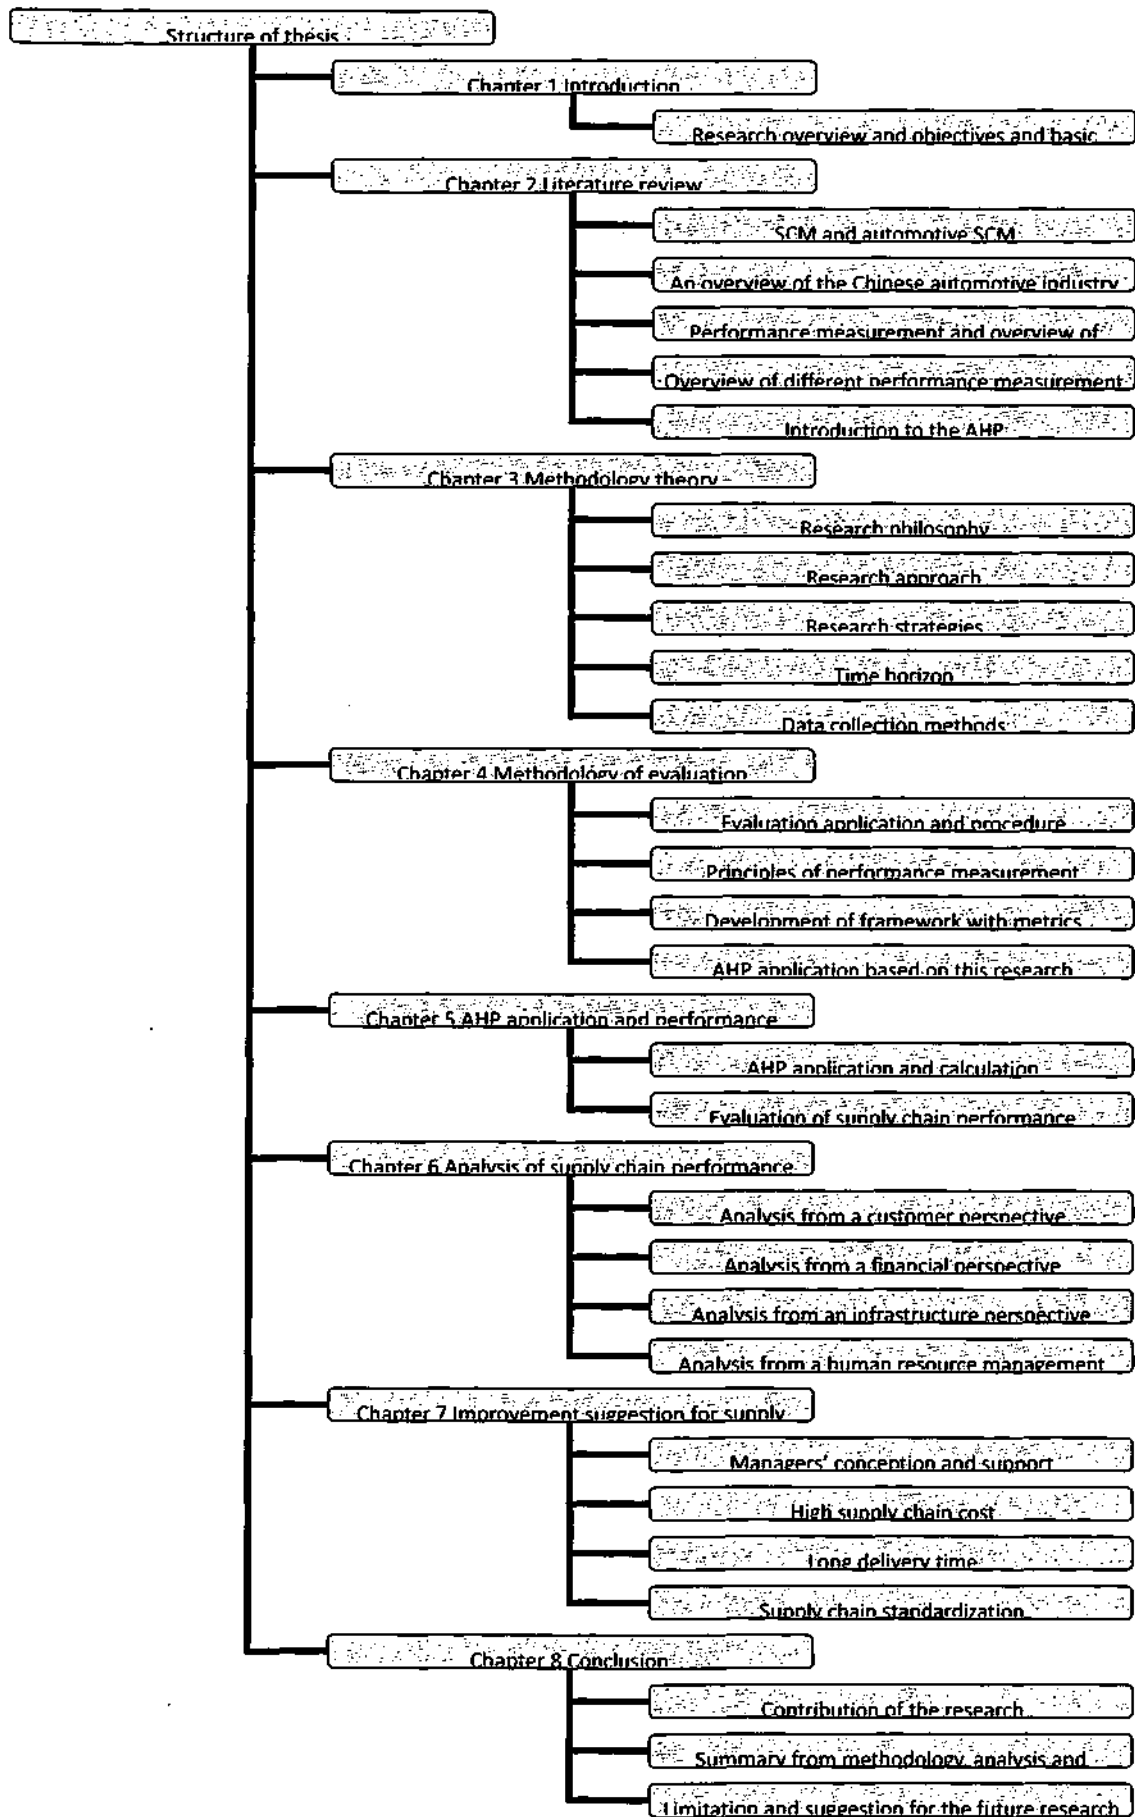 Structure of thesis
Chapter 1 Introduction
Research overview and objectives and basic
Chapter 2 Literature review
SCM and automotive SCM
An overview of the Chinese automotive industry
Performance measurement and overview of
Overview of different performance measurement
Introduction to the AHP
Chapter 3 Methodology theory
Research philosophy
Research approach
Research strategies
Time horizon
Data collection methods
Chapter 4 Methodology of evaluation
Evaluation application and procedure
Principles of performance measurement
Development of framework with metrics
AHP application based on this research
Chapter 5 AHP application and performance
AHP application and calculation
Evaluation of supply chain performance
Chapter 6 Analysis of supply chain performance
Analysis from a customer perspective
Analysis from a financial perspective
Analysis from an infrastructure perspective
Analysis from a human resource management
Chapter 7 Improvement suggestion for supply
Managers' conception and support
High supply chain cost
Long delivery time
Supply chain standardization
Chapter 8 Conclusion
Contribution of the research
Summary from methodology, analysis and
Limitation and suggestion for the future research